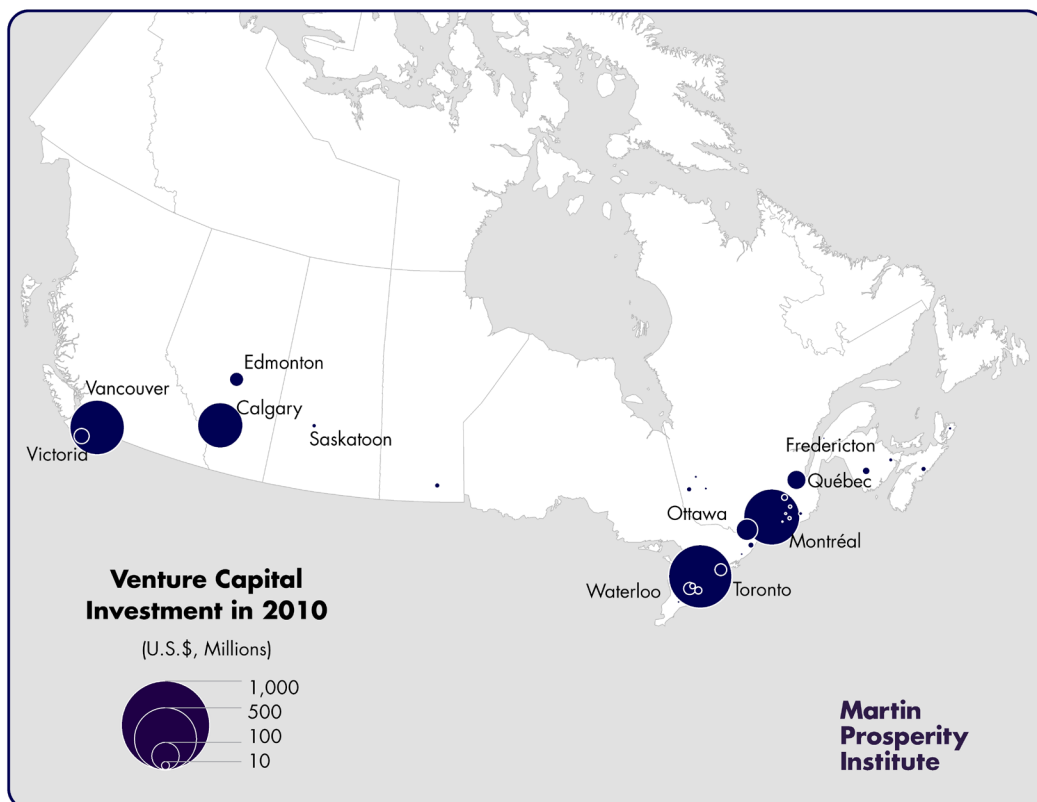 Edmonton
Vancouver
Calgary
Saskatoon
Victoria
Fredericton
Québec
Ottawa
Montréal
Waterloo
Toronto
Venture Capital
Investment in 2010
(U.S.$, Millions)
1,000
500
100
10
Martin
Prosperity
Institute